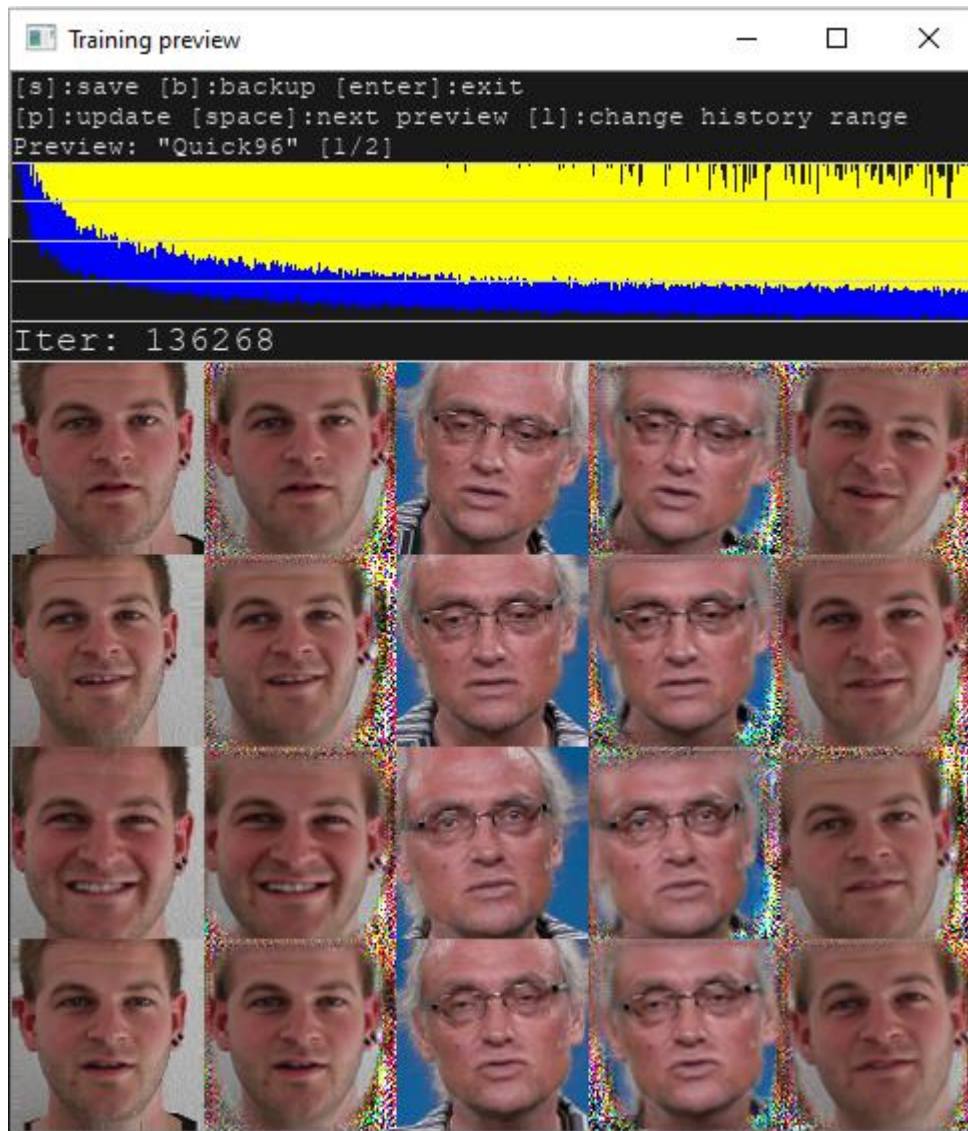 Training preview
[s]:save [b]:backup [enter]:exit
[p]:update [space]:next preview [l]:change history range
Preview: "Quick96" [1/2]
Iter: 136268